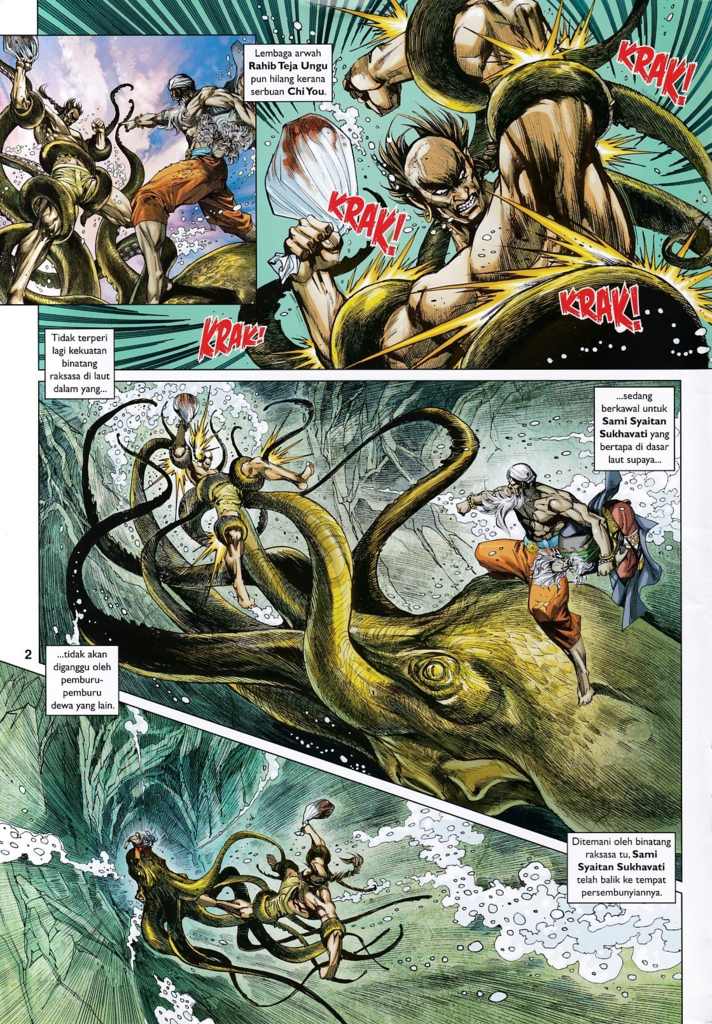 Lembaga arwah
Rahib Teja Ungu
pun hilang kerana
serbuan Chi You.
KRAK!
KRAK!
KRAK!
KRAK!
Tidak terperi
lagi kekuatan
binatang
raksasa di laut
dalam yang...
...sedang
berkawal untuk
Sami Syaitan
Sukhavati yang
bertapa di dasar
laut supaya...
2
...tidak akan
diganggu oleh
pemburu-
pemburu
dewa yang lain.
Ditemani oleh binatang
raksasa tu, Sami
Syaitan Sukhavati
telah balik ke tempat
persembunyiannya.